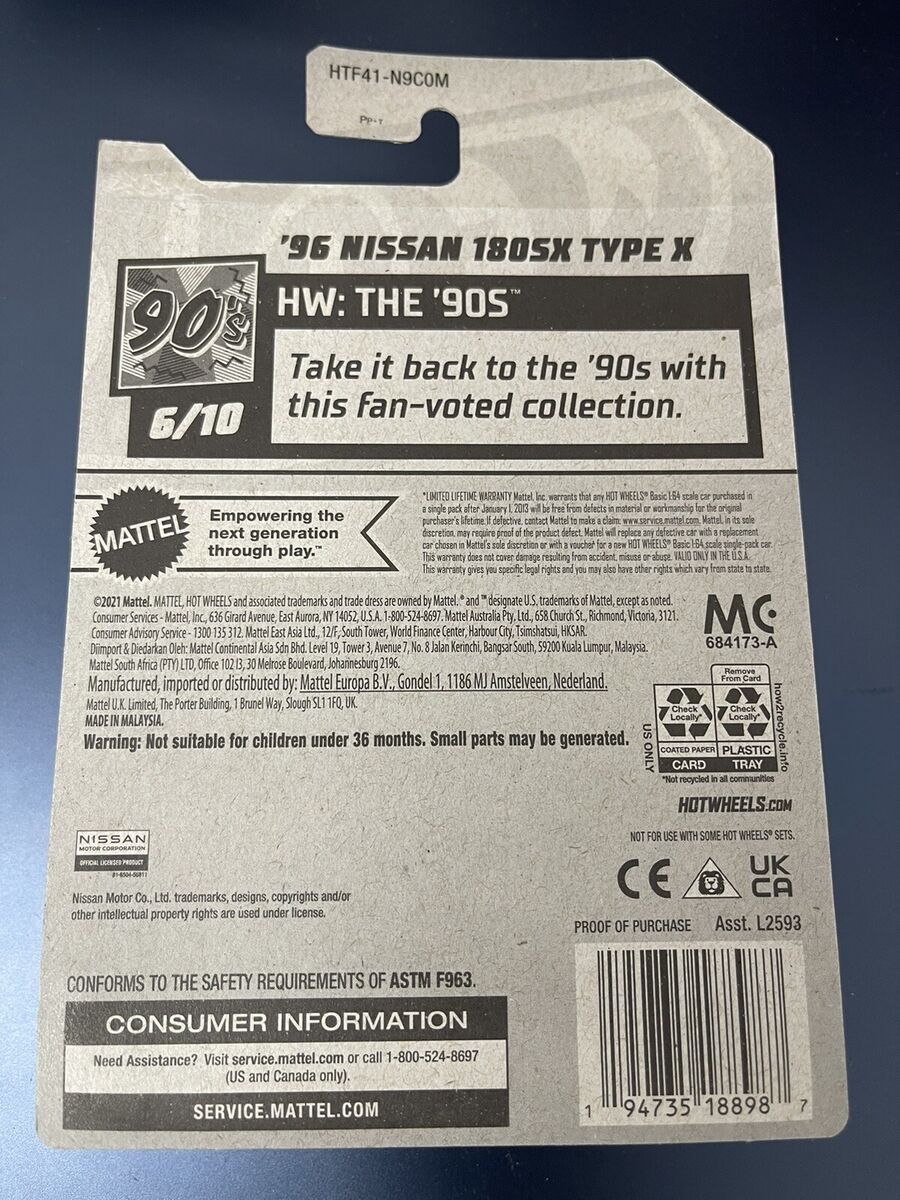 HTF41-N9C0M
'96 NISSAN 180SX TYPE X
90's
HW: THE '90S™
Take it back to the '90s with
this fan-voted collection.
6/10
MATTEL
Empowering the
next generation
through play.™
*LIMITED LIFETIME WARRANTY Mattel, Inc. warrants that any HOT WHEELS® Basic 1:64 scale car purchased in
a single pack after January 1, 2013 will be free from defects in material or workmanship for the original
purchaser's lifetime. If defective, contact Mattel to make a claim: www.service.mattel.com. Mattel, in its sole
discretion, may require proof of the product defect. Mattel will replace any defective car with a replacement
car chosen in Mattel's sole discretion or with a voucher for a new HOT WHEELS® Basic 1:64 scale single-pack car.
This warranty does not cover damage resulting from accident, misuse or abuse. VALID ONLY IN THE U.S.A.
This warranty gives you specific legal rights and you may also have other rights which vary from state to state.
©2021 Mattel. MATTEL, HOT WHEELS and associated trademarks and trade dress are owned by Mattel. ® and ™ designate U.S. trademarks of Mattel, except as noted.
Consumer Services - Mattel, Inc., 636 Girard Avenue, East Aurora, NY 14052, U.S.A. 1-800-524-8697. Mattel Australia Pty. Ltd., 658 Church St., Richmond, Victoria, 3121.
Consumer Advisory Service - 1300 135 312. Mattel East Asia Ltd., 12/F, South Tower, World Finance Center, Harbour City, Tsimshatsui, HKSAR.
Diimport & Diedarkan Oleh: Mattel Continental Asia Sdn Bhd. Level 19, Tower 3, Avenue 7, No. 8 Jalan Kerinchi, Bangsar South, 59200 Kuala Lumpur, Malaysia.
Mattel South Africa (PTY) LTD, Office 102 I3, 30 Melrose Boulevard, Johannesburg 2196.
Manufactured, imported or distributed by: Mattel Europa B.V., Gondel 1, 1186 MJ Amstelveen, Nederland.
Mattel U.K. Limited, The Porter Building, 1 Brunel Way, Slough SL1 1FQ, UK.
MADE IN MALAYSIA.
Warning: Not suitable for children under 36 months. Small parts may be generated.
MC
684173-A
Remove
From Card
Check
Locally*
Check
Locally*
COATED PAPER
PLASTIC
CARD
TRAY
US ONLY
how2recycle.info
*Not recycled in all communities
HOTWHEELS.COM
NOT FOR USE WITH SOME HOT WHEELS® SETS.
NISSAN
MOTOR CORPORATION
OFFICIAL LICENSED PRODUCT
Nissan Motor Co., Ltd. trademarks, designs, copyrights and/or
other intellectual property rights are used under license.
CE
UK
CA
PROOF OF PURCHASE Asst. L2593
CONFORMS TO THE SAFETY REQUIREMENTS OF ASTM F963.
CONSUMER INFORMATION
Need Assistance? Visit service.mattel.com or call 1-800-524-8697
(US and Canada only).
SERVICE.MATTEL.COM
1 94735 18898 7